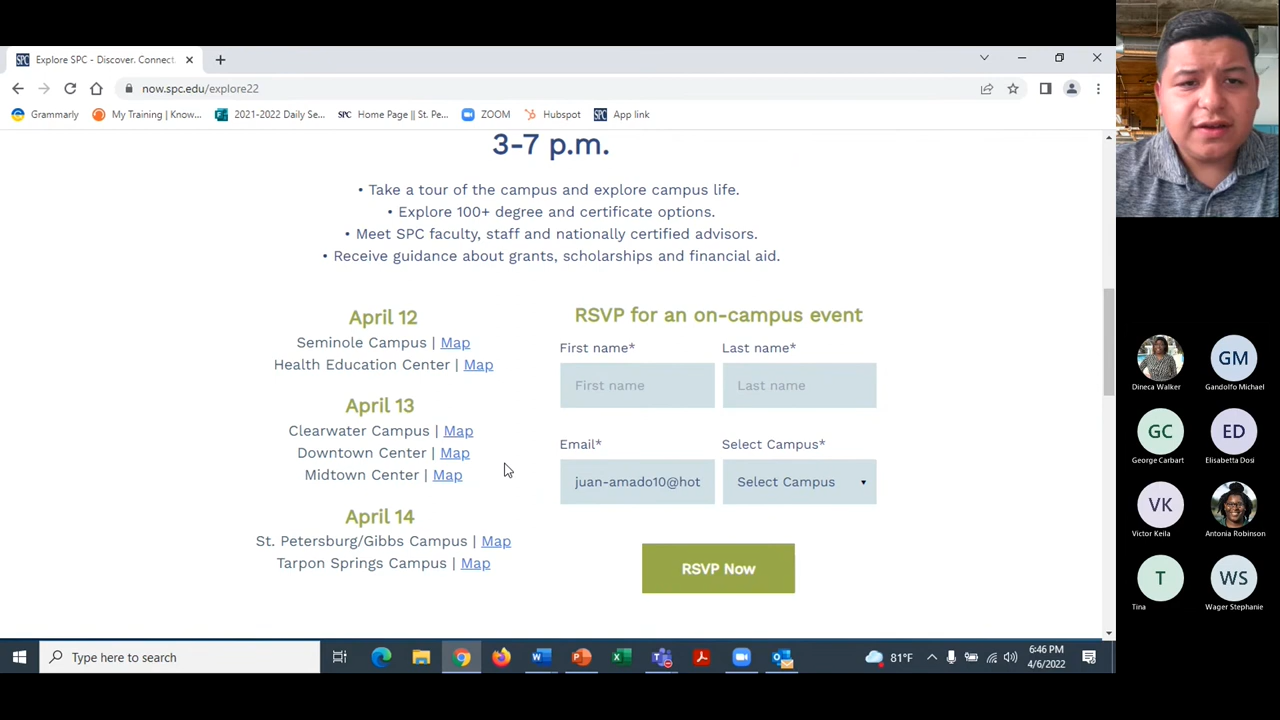 Explore SPC - Discover. Connect.
now.spc.edu/explore22
Grammarly
My Training | Know...
2021-2022 Daily Se...
SPC Home Page || St. Pe...
ZOOM
Hubspot
SPC App link
3-7 p.m.
• Take a tour of the campus and explore campus life.
• Explore 100+ degree and certificate options.
• Meet SPC faculty, staff and nationally certified advisors.
• Receive guidance about grants, scholarships and financial aid.
April 12
Seminole Campus | Map
Health Education Center | Map
April 13
Clearwater Campus | Map
Downtown Center | Map
Midtown Center | Map
April 14
St. Petersburg/Gibbs Campus | Map
Tarpon Springs Campus | Map
RSVP for an on-campus event
First name* Last name*
First name Last name
Email* Select Campus*
juan-amado10@hot Select Campus
RSVP Now
GM
Dineca Walker Gandolfo Michael
GC ED
George Carbart Elisabetta Dosi
VK
Victor Keila Antonia Robinson
T WS
Tina Wager Stephanie
Type here to search
81°F
6:46 PM
4/6/2022